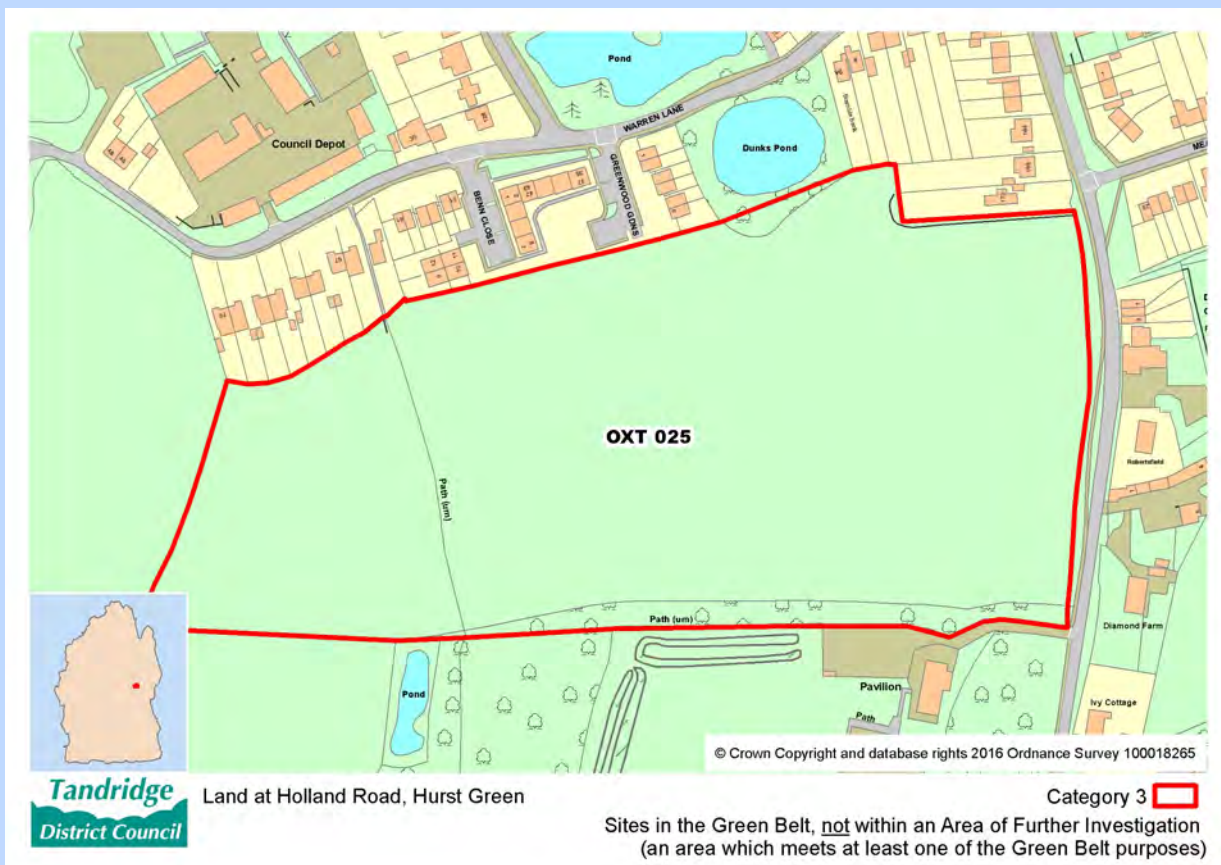 Pond
WARREN LANE
Council Depot
Dunks Pond
BENN CLOSE
GREENWOOD GDNS
OXT 025
Path (um)
Path (um)
Robertsfield
Diamond Farm
Pond
Pavilion
Path
Ivy Cottage
© Crown Copyright and database rights 2016 Ordnance Survey 100018265
Tandridge
District Council
Land at Holland Road, Hurst Green
Category 3
Sites in the Green Belt, not within an Area of Further Investigation
(an area which meets at least one of the Green Belt purposes)